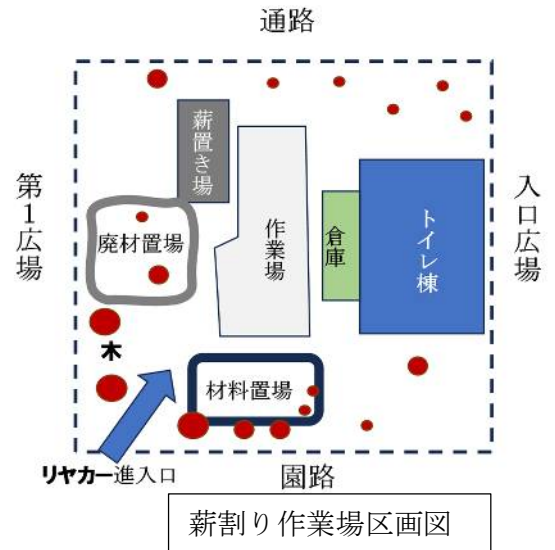 通路
薪置き場
第1広場
廃材置場
作業場
倉庫
トイレ棟
入口広場
木
材料置場
リヤカー進入口
園路
薪割り作業場区画図